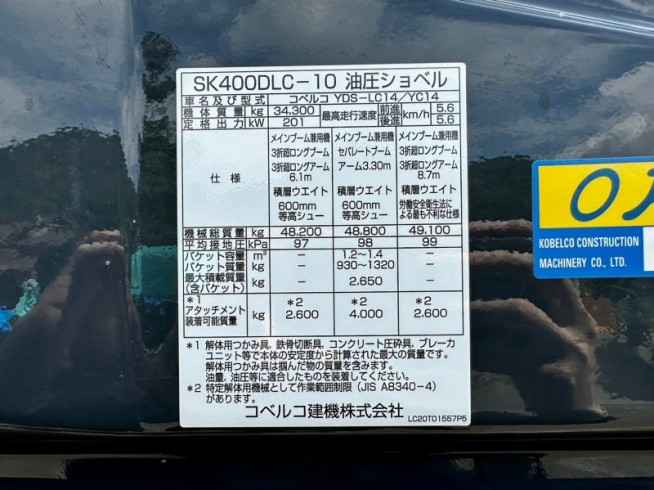 SK400DLC-10 油圧ショベル
車名及び型式 コベルコ YDS-LC14/YC14
機体質量 kg 34,300 最高走行速度 前進 km/h 5.6
定格出力 kW 201 後進 5.6
仕様
メインブーム兼用機 3折超ロングブーム 3折超ロングアーム 6.1m 積層ウエイト 600mm 等高シュー
メインブーム兼用機 セパレートブーム アーム3.30m 積層ウエイト 600mm 等高シュー
メインブーム兼用機 3折超ロングブーム 3折超ロングアーム 8.7m 労働安全衛生法に よる最も不利な仕様
機械総質量 kg 48.200 48.800 49.100
平均接地圧 kPa 97 98 99
バケット容量 m³ - 1.2~1.4 -
バケット質量 kg - 930~1320 -
最大積載質量 (含バケット) kg - 2.650 -
*1 アタッチメント 装着可能質量 kg *2 2.600 *2 4.000 *2 2.600
*1 解体用つかみ具, 鉄骨切断具, コンクリート圧砕具, ブレーカ
ユニット等で本体の安定度から計算された最大の質量です。
解体用つかみ具は掴んだ物の質量を含みます。
油量, 油圧等に適合したものを装着してください。
*2 特定解体用機械として作業範囲制限 (JIS A8340-4)
コベルコ建機株式会社 LC20T01557P5
KOBELCO CONSTRUCTION
MACHINERY CO., LTD.